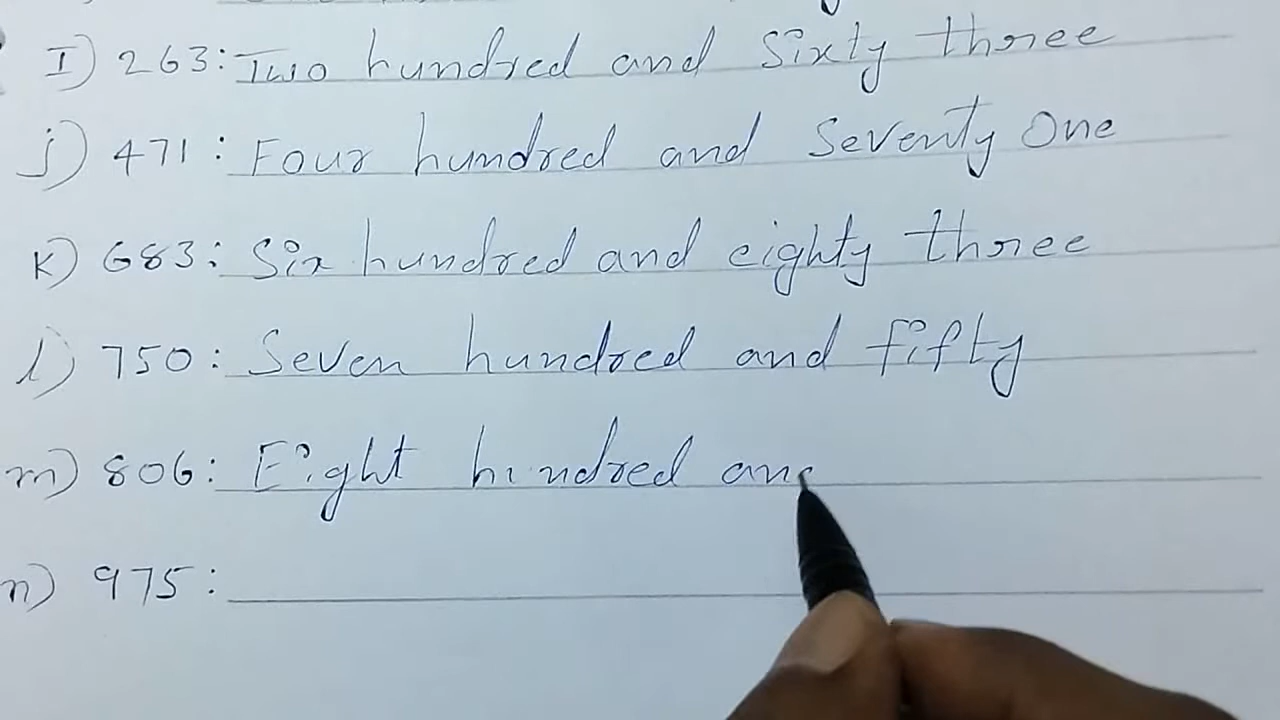 I) 263: Two hundred and Sixty three
j) 471: Four hundred and Seventy One
K) 683: Six hundred and eighty three
l) 750: Seven hundred and fifty
m) 806: Eight hundred an
n) 975: